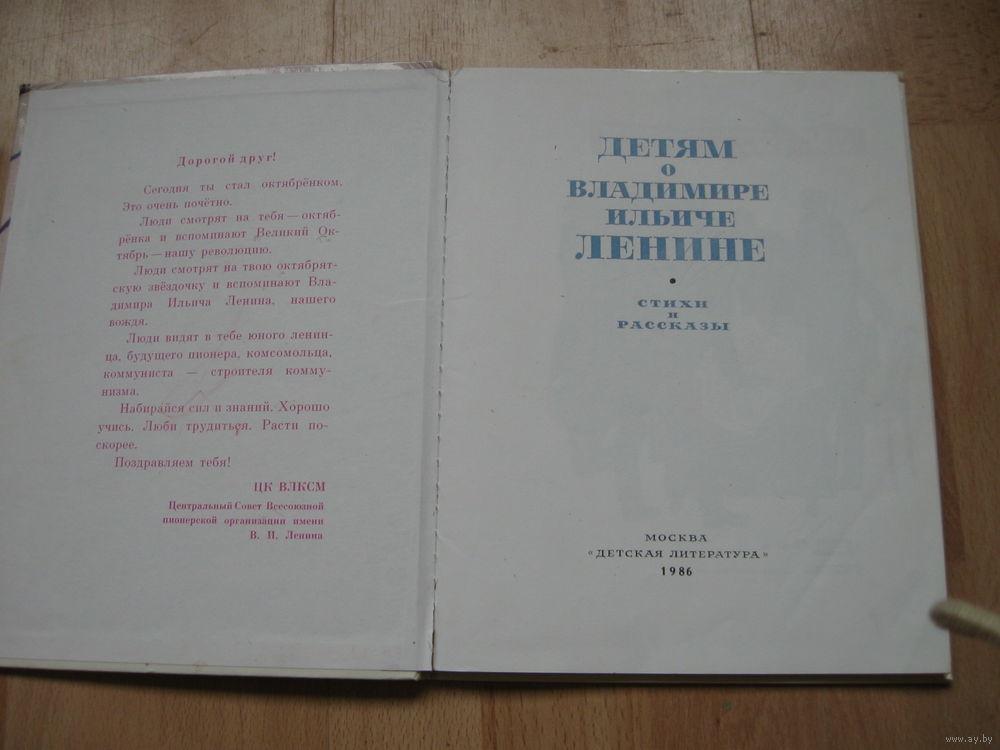 Дорогой друг!
Сегодня ты стал октябрёнком.
Это очень почётно.
Люди смотрят на тебя — октяб-
рёнка и вспоминают Великий Ок-
тябрь — нашу революцию.
Люди смотрят на твою октябрят-
скую звёздочку и вспоминают Вла-
димира Ильича Ленина, нашего
вождя.
Люди видят в тебе юного ленин-
ца, будущего пионера, комсомольца,
коммуниста — строителя комму-
низма.
Набирайся сил и знаний. Хорошо
учись. Люби трудиться. Расти по-
скорее.
Поздравляем тебя!
ЦК ВЛКСМ
Центральный Совет Всесоюзной
пионерской организации имени
В. И. Ленина
ДЕТЯМ
О
ВЛАДИМИРЕ
ИЛЬИЧЕ
ЛЕНИНЕ
СТИХИ
И
РАССКАЗЫ
МОСКВА
«ДЕТСКАЯ ЛИТЕРАТУРА»
1986
www.ay.by